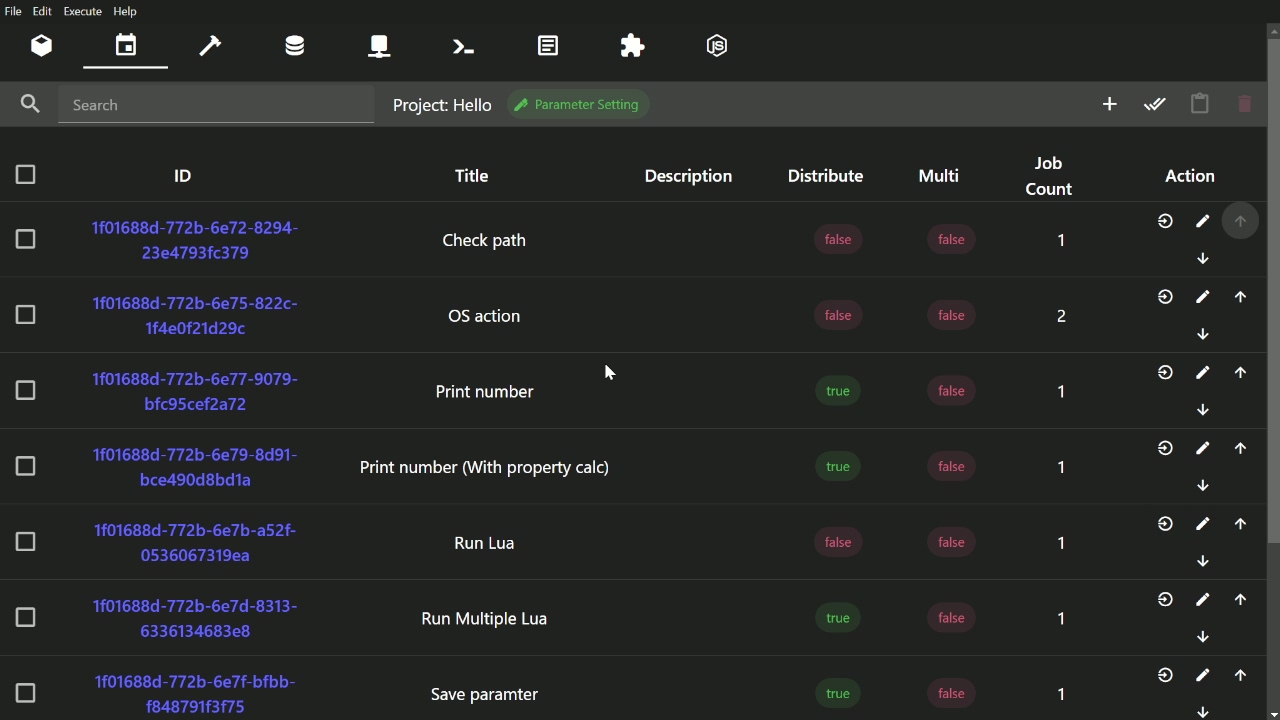 File Edit Execute Help
Search Project: Hello Parameter Setting
ID Title Description Distribute Multi Job Count Action
1f01688d-772b-6e72-8294-
23e4793fc379 Check path false false 1
1f01688d-772b-6e75-822c-
1f4e0f21d29c OS action false false 2
1f01688d-772b-6e77-9079-
bfc95cef2a72 Print number true false 1
1f01688d-772b-6e79-8d91-
bce490d8bd1a Print number (With property calc) true false 1
1f01688d-772b-6e7b-a52f-
0536067319ea Run Lua false false 1
1f01688d-772b-6e7d-8313-
6336134683e8 Run Multiple Lua true false 1
1f01688d-772b-6e7f-bfbb-
f848791f3f75 Save paramter true false 1